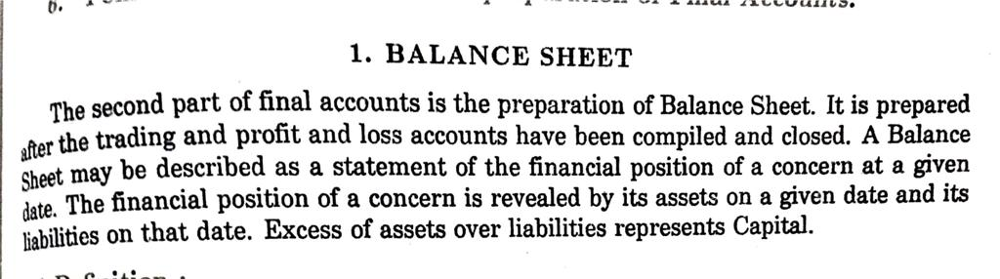 1. BALANCE SHEET
The second part of final accounts is the preparation of Balance Sheet. It is prepared
after the trading and profit and loss accounts have been compiled and closed. A Balance
Sheet may be described as a statement of the financial position of a concern at a given
date. The financial position of a concern is revealed by its assets on a given date and its
liabilities on that date. Excess of assets over liabilities represents Capital.